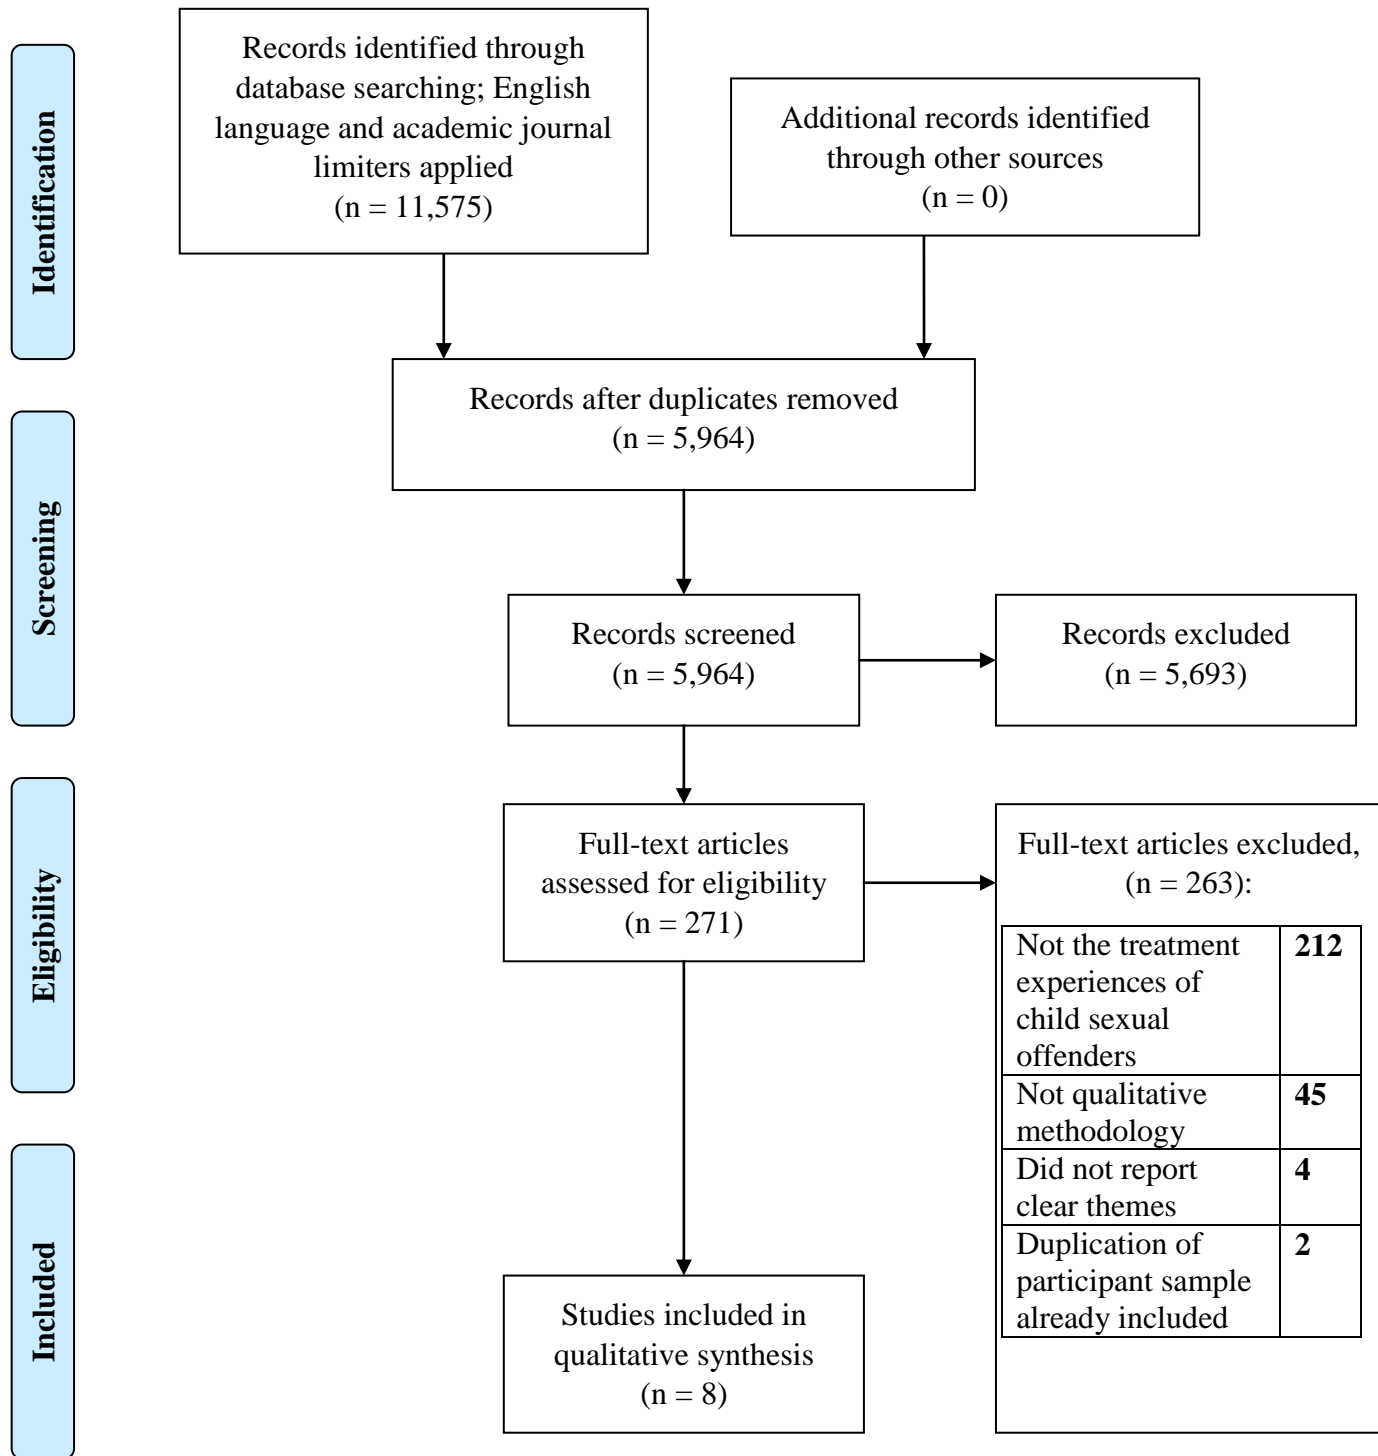 Identification
Records identified through
database searching; English
language and academic journal
limiters applied
(n = 11,575)
Additional records identified
through other sources
(n = 0)
Records after duplicates removed
(n = 5,964)
Screening
Records screened
(n = 5,964)
Records excluded
(n = 5,693)
Eligibility
Full-text articles
assessed for eligibility
(n = 271)
Full-text articles excluded,
(n = 263):
Not the treatment 212
experiences of
child sexual
offenders
Not qualitative 45
methodology
Did not report 4
clear themes
Duplication of 2
participant sample
already included
Included
Studies included in
qualitative synthesis
(n = 8)